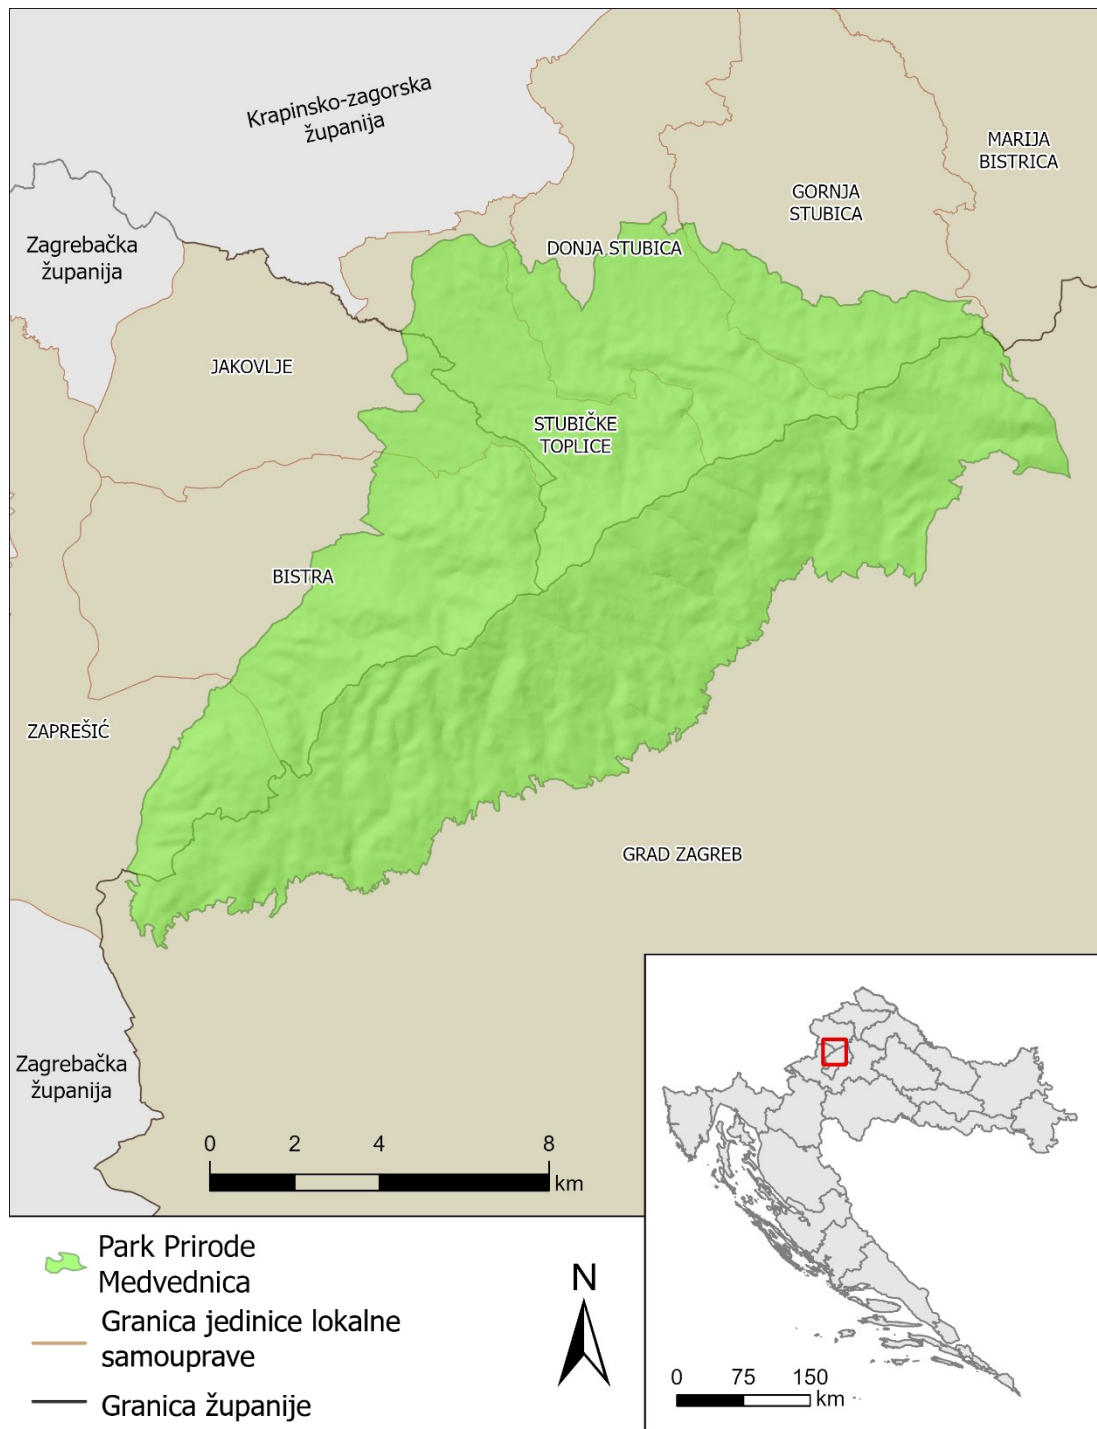 Krapinsko-zagorska
županija
MARIJA
BISTRICA
GORNJA
STUBICA
Zagrebačka
županija
DONJA STUBICA
JAKOVLJE
STUBIČKE
TOPLICE
BISTRA
ZAPREŠIĆ
GRAD ZAGREB
Zagrebačka
županija
0 2 4 8
km
Park Prirode
Medvednica
Granica jedinice lokalne
samouprave
Granica županije
N
0 75 150
km